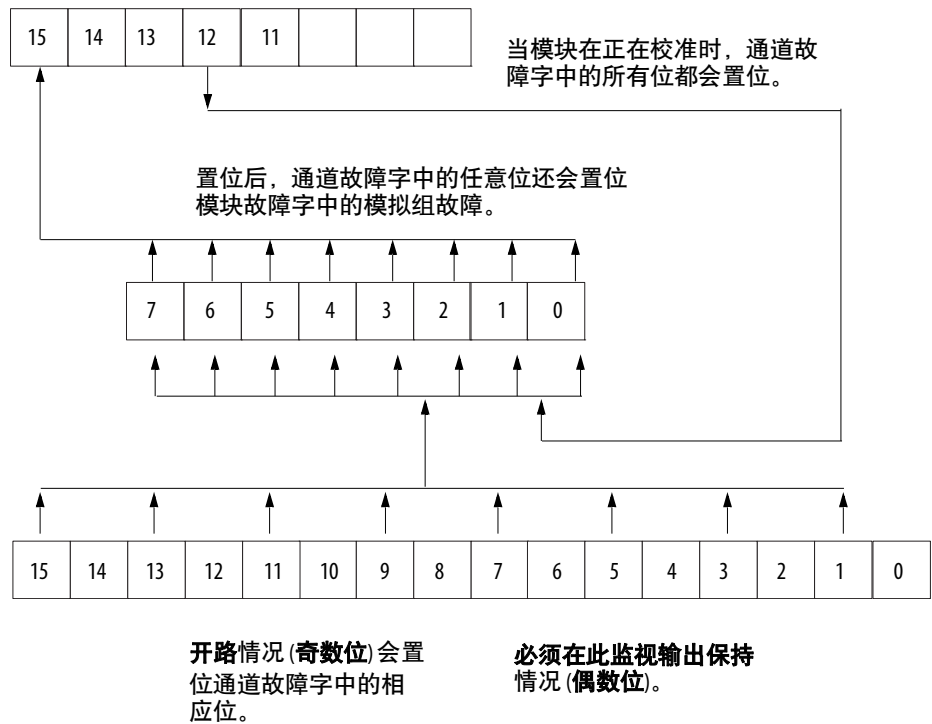 15 14 13 12 11
当模块在正在校准时，通道故
障字中的所有位都会置位。
置位后，通道故障字中的任意位还会置位
模块故障字中的模拟组故障。
7 6 5 4 3 2 1 0
15 14 13 12 11 10 9 8 7 6 5 4 3 2 1 0
开路情况 (奇数位) 会置
位通道故障字中的相
应位。
必须在此监视输出保持
情况 (偶数位)。